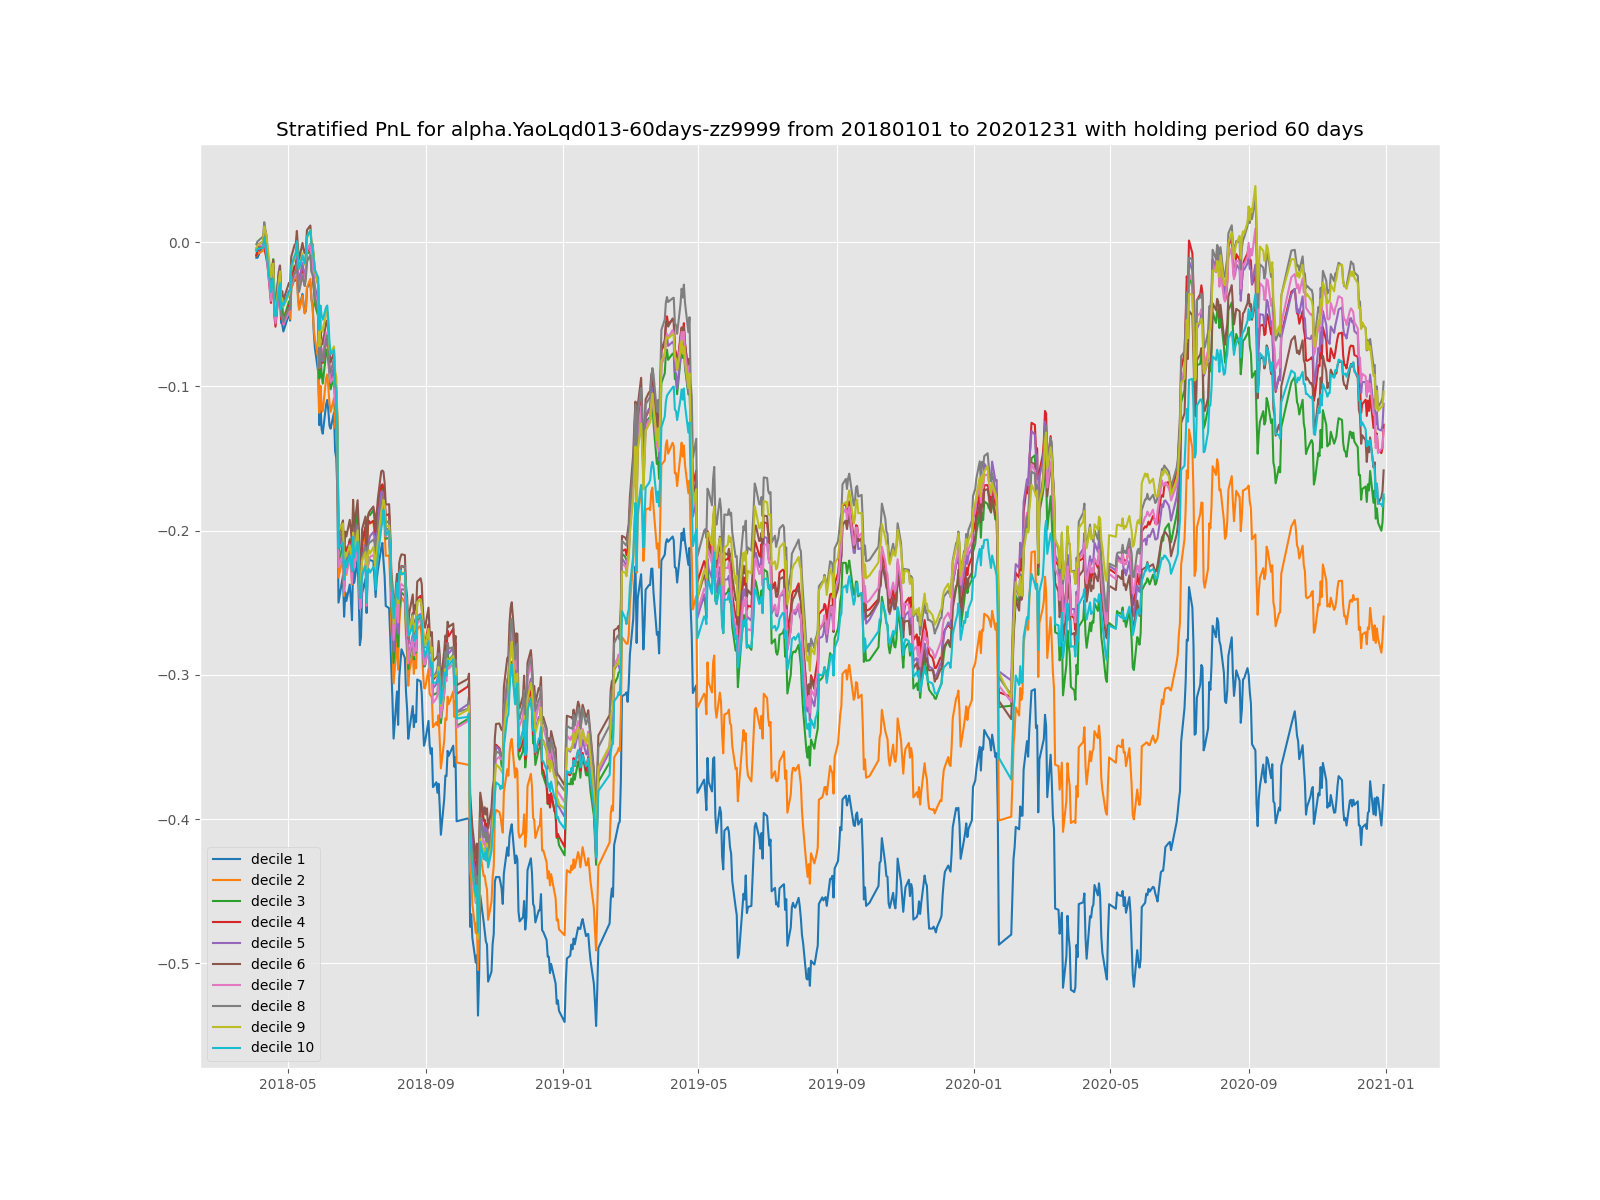 Stratified PnL for alpha.YaoLqd013-60days-zz9999 from 20180101 to 20201231 with holding period 60 days
0.0
−0.1
−0.2
−0.3
−0.4
−0.5
decile 1
decile 2
decile 3
decile 4
decile 5
decile 6
decile 7
decile 8
decile 9
decile 10
2018-05 2018-09 2019-01 2019-05 2019-09 2020-01 2020-05 2020-09 2021-01